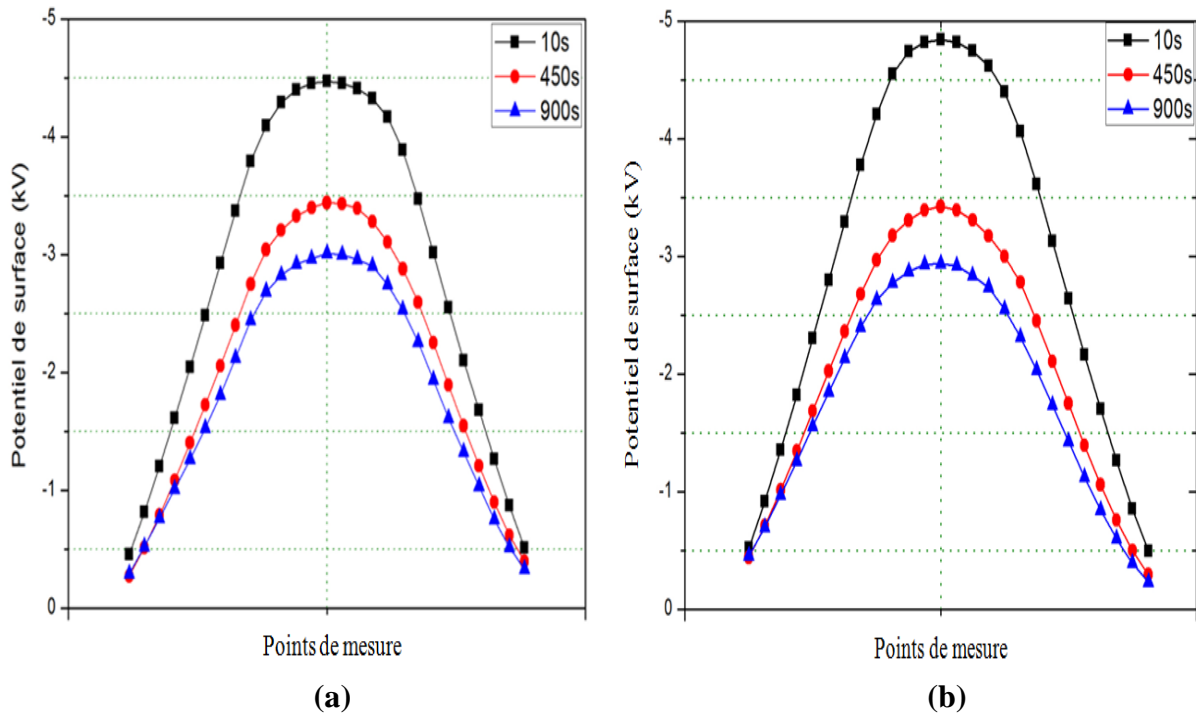 -5
-4
-3
-2
-1
0
Potentiel de surface (kV)
10s
450s
900s
Points de mesure
(a)
-5
-4
-3
-2
-1
0
Potentiel de surface (kV)
10s
450s
900s
Points de mesure
(b)